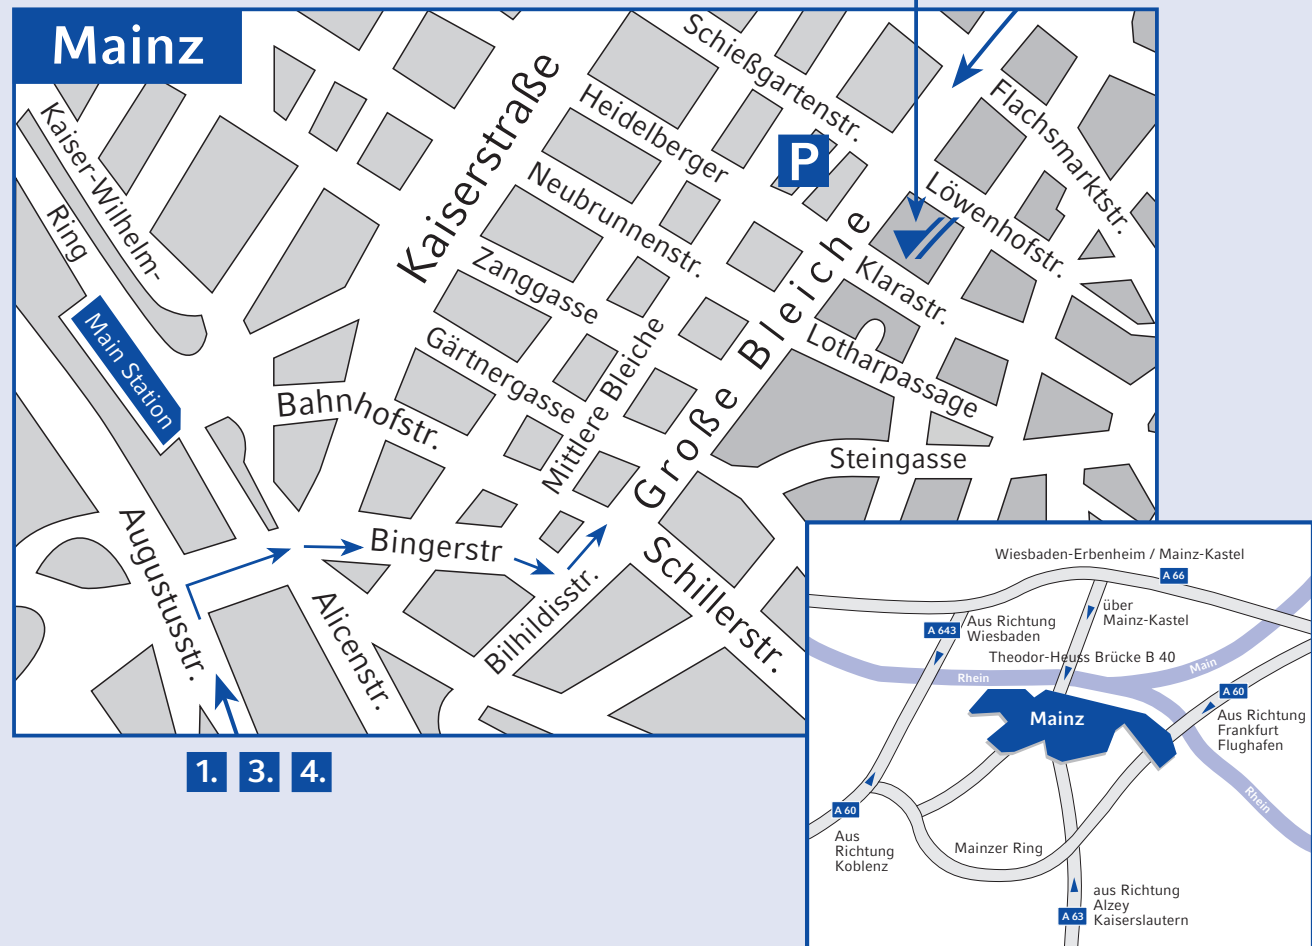 Mainz
Kaiser-Wilhelm-
Ring
Main Station
Kaiserstraße
Schießgartenstr.
Heidelberger
Neubrunnenstr.
Zanggasse
Gärtnergasse
Mittlere Bleiche
Große Bleiche
P
Flachsmarktstr.
Löwenhofstr.
Klarastr.
Lotharpassage
Steingasse
Bahnhofstr.
Bingerstr
Augustusstr.
Alicenstr.
Bilhildisstr.
Schillerstr.
1. 3. 4.
Wiesbaden-Erbenheim / Mainz-Kastel
A 66
über
Mainz-Kastel
A 643
Aus Richtung
Wiesbaden
Theodor-Heuss Brücke B 40
Rhein
Main
Mainz
A 60
Aus Richtung
Frankfurt
Flughafen
Rhein
A 60
Aus
Richtung
Koblenz
Mainzer Ring
aus Richtung
Alzey
Kaiserslautern
A 63